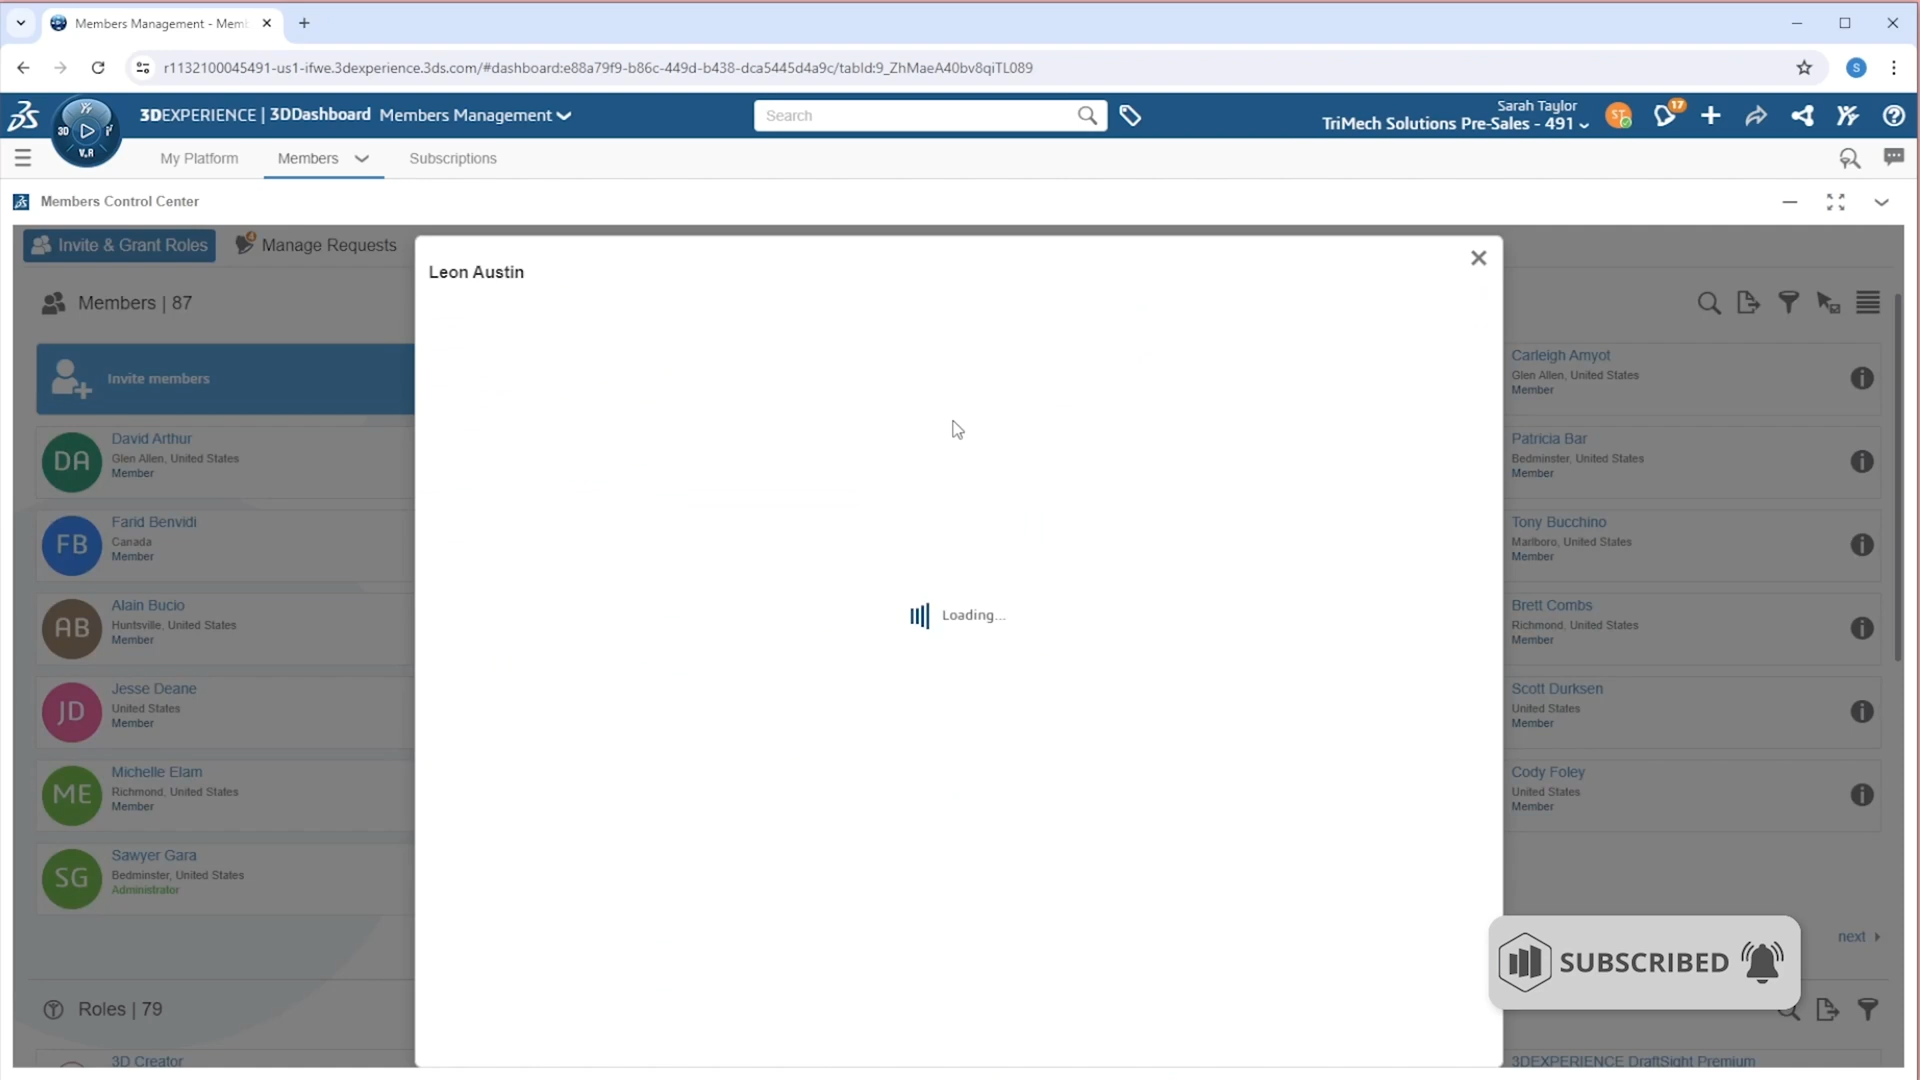 Members Management - Mem
r1132100045491-us1-ifwe.3dexperience.3ds.com/#dashboard:e88a79f9-b86c-449d-b438-dca5445d4a9c/tabId:9_ZhMaeA40bv8qiTL089
S
3D
V.R
3DEXPERIENCE | 3DDashboard Members Management
Search
Sarah Taylor
TriMech Solutions Pre-Sales - 491
ST
17
My Platform
Members
Subscriptions
Members Control Center
Invite & Grant Roles
4
Manage Requests
Leon Austin
Members | 87
Invite members
Carleigh Amyot
Glen Allen, United States
Member
DA
David Arthur
Glen Allen, United States
Member
Patricia Bar
Bedminster, United States
Member
FB
Farid Benvidi
Canada
Member
Tony Bucchino
Marlboro, United States
Member
AB
Alain Bucio
Huntsville, United States
Member
Loading...
Brett Combs
Richmond, United States
Member
JD
Jesse Deane
United States
Member
Scott Durksen
United States
Member
ME
Michelle Elam
Richmond, United States
Member
Cody Foley
United States
Member
SG
Sawyer Gara
Bedminster, United States
Administrator
next
SUBSCRIBED
Roles | 79
3D Creator
3DEXPERIENCE DraftSight Premium